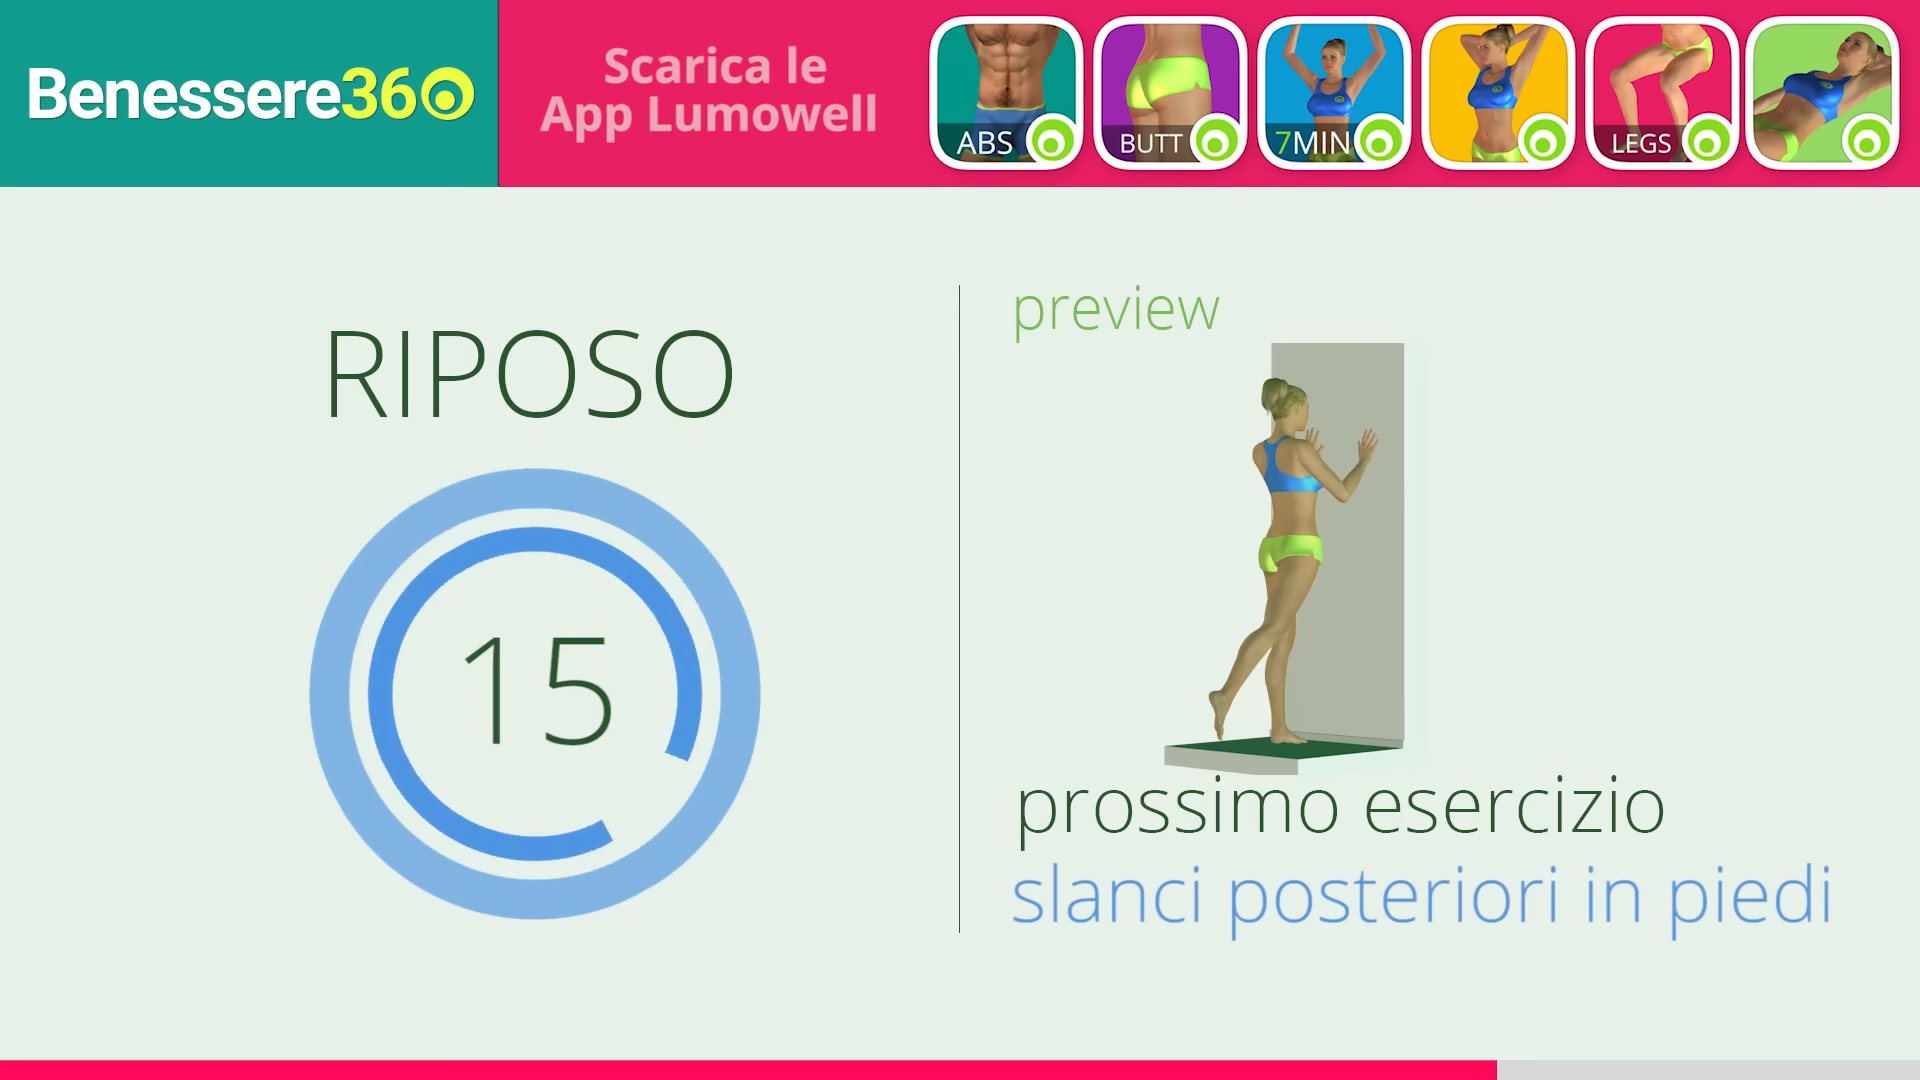 Benessere360
Scarica le
App Lumowell
ABS
BUTT
7MIN
LEGS
RIPOSO
15
preview
prossimo esercizio
slanci posteriori in piedi